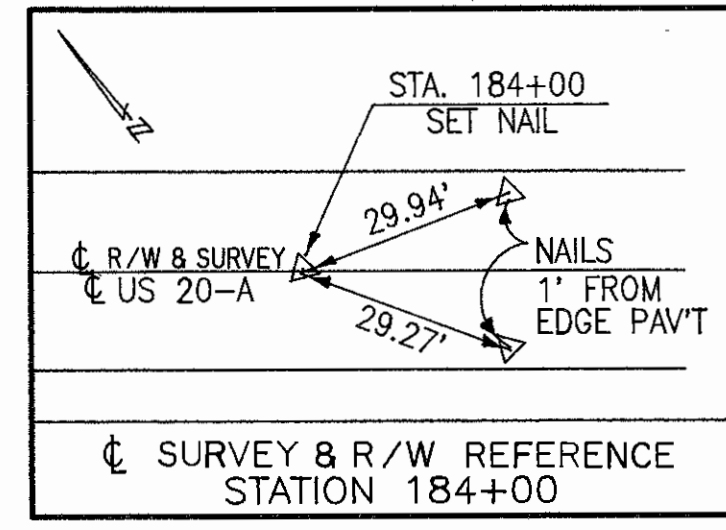 N
STA. 184+00
SET NAIL
29.94'
℄ R/W & SURVEY
℄ US 20-A
NAILS
1' FROM
EDGE PAV'T
29.27'
℄ SURVEY & R/W REFERENCE
STATION 184+00